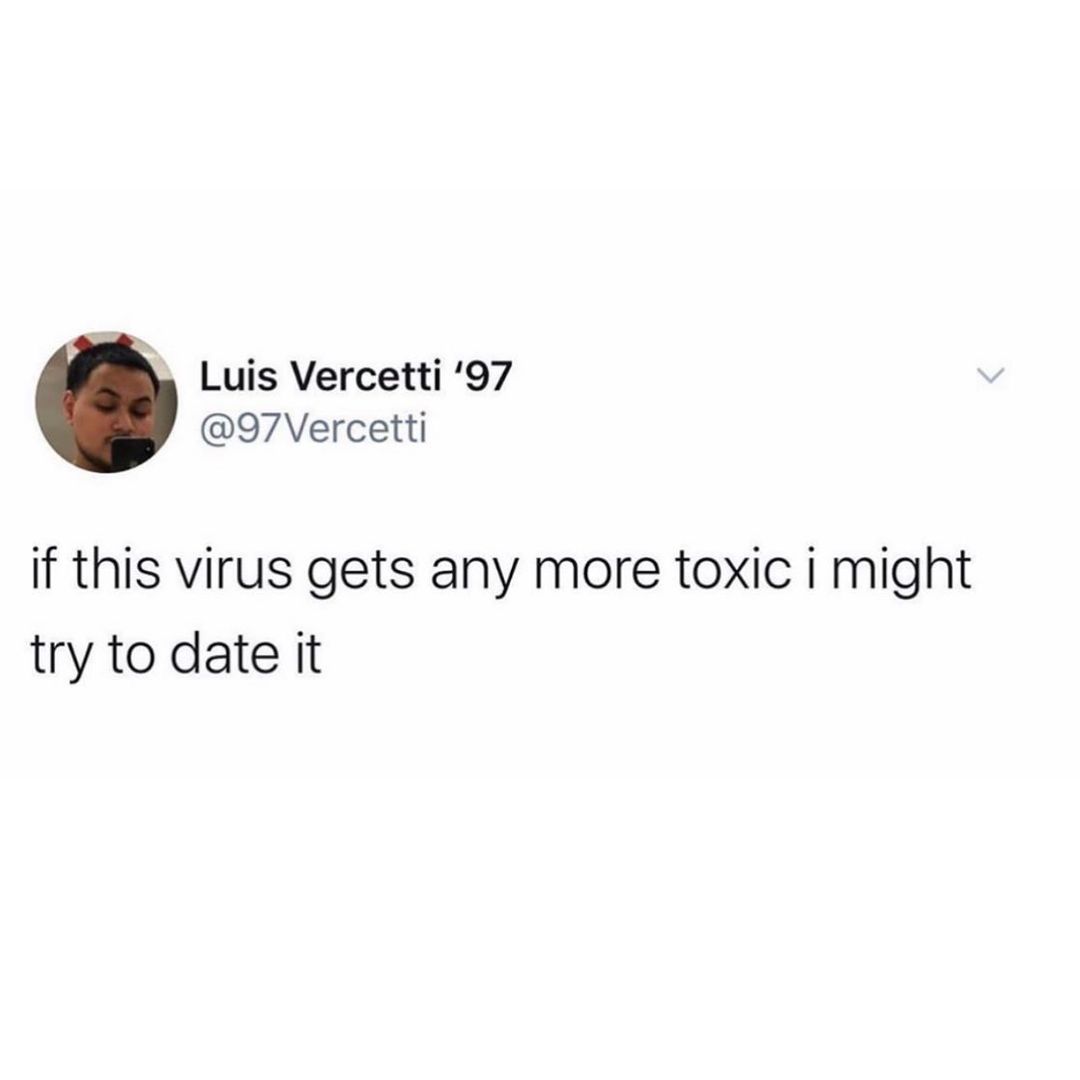 Luis Vercetti ‘97
@97Vercetti
if this virus gets any more toxic i might
try to date it